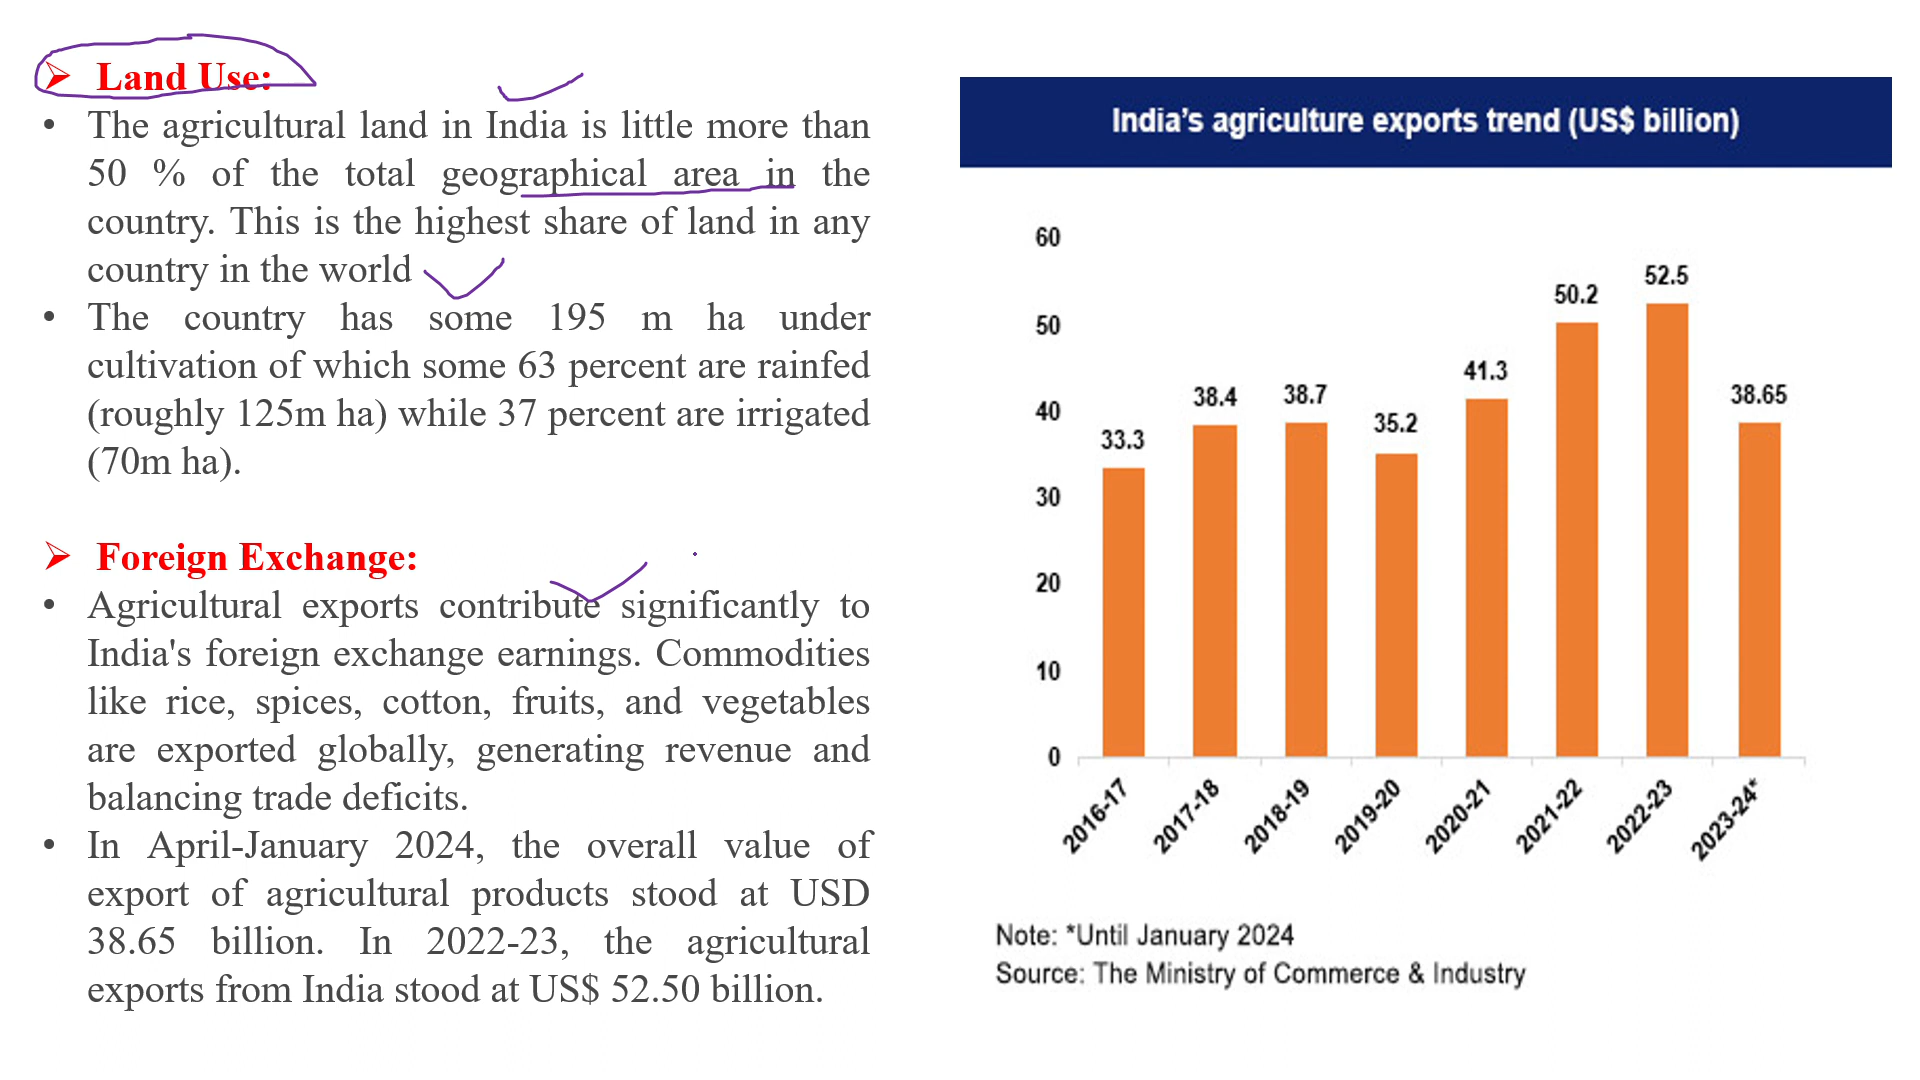 ➢ Land Use:
• The agricultural land in India is little more than
50 % of the total geographical area in the
country. This is the highest share of land in any
country in the world
• The country has some 195 m ha under
cultivation of which some 63 percent are rainfed
(roughly 125m ha) while 37 percent are irrigated
(70m ha).
➢ Foreign Exchange:
• Agricultural exports contribute significantly to
India's foreign exchange earnings. Commodities
like rice, spices, cotton, fruits, and vegetables
are exported globally, generating revenue and
balancing trade deficits.
• In April-January 2024, the overall value of
export of agricultural products stood at USD
38.65 billion. In 2022-23, the agricultural
exports from India stood at US$ 52.50 billion.
India’s agriculture exports trend (US$ billion)
60
50
40
30
20
10
0
33.3
38.4
38.7
35.2
41.3
50.2
52.5
38.65
2016-17
2017-18
2018-19
2019-20
2020-21
2021-22
2022-23
2023-24*
Note: *Until January 2024
Source: The Ministry of Commerce & Industry